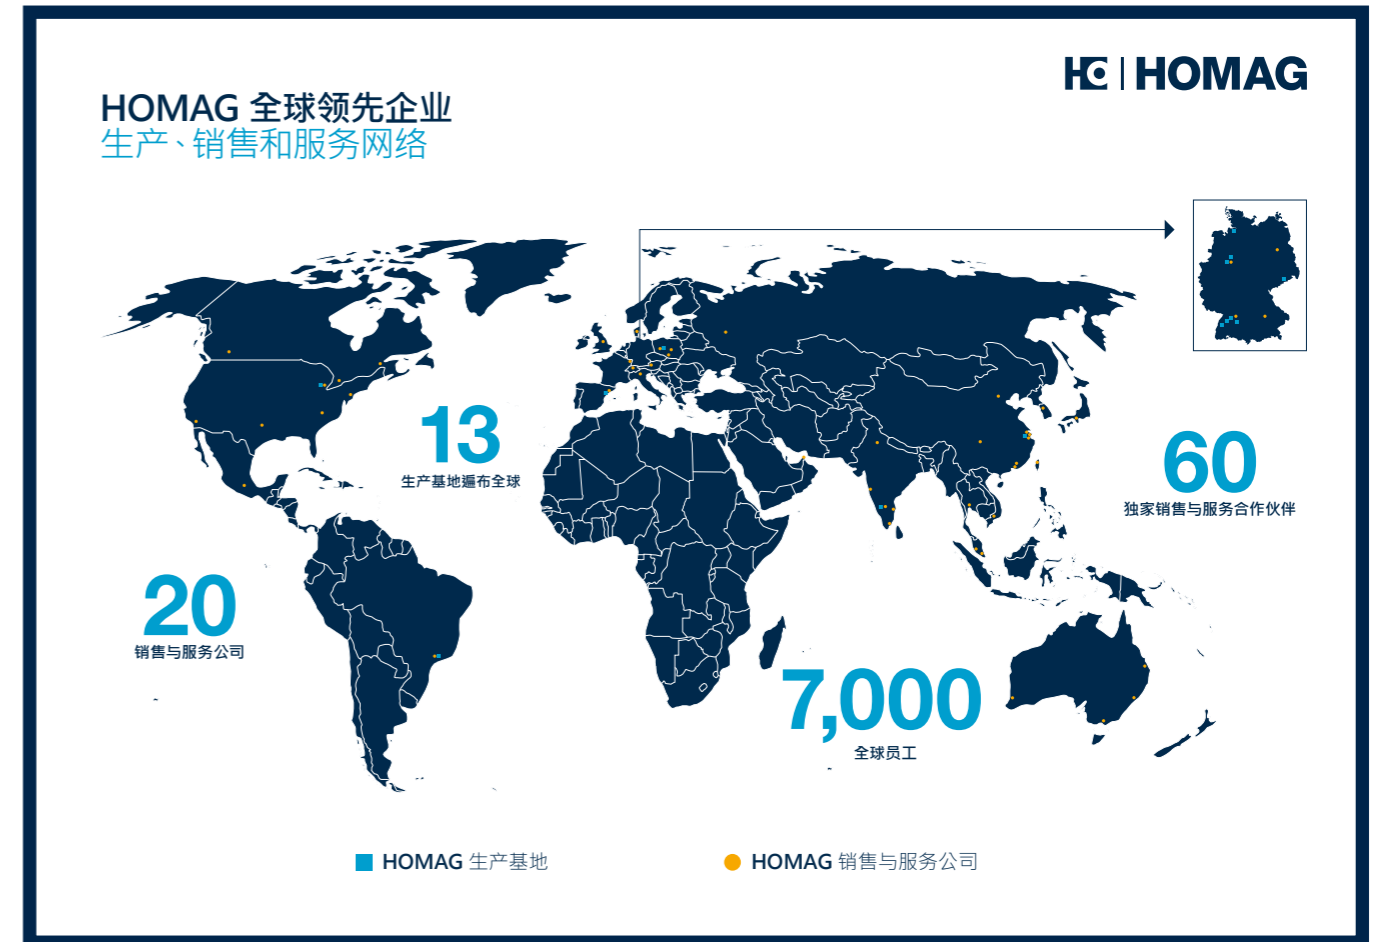 HOMAG
HOMAG 全球领先企业
生产、销售和服务网络
13
生产基地遍布全球
60
独家销售与服务合作伙伴
20
销售与服务公司
7,000
全球员工
HOMAG 生产基地
HOMAG 销售与服务公司